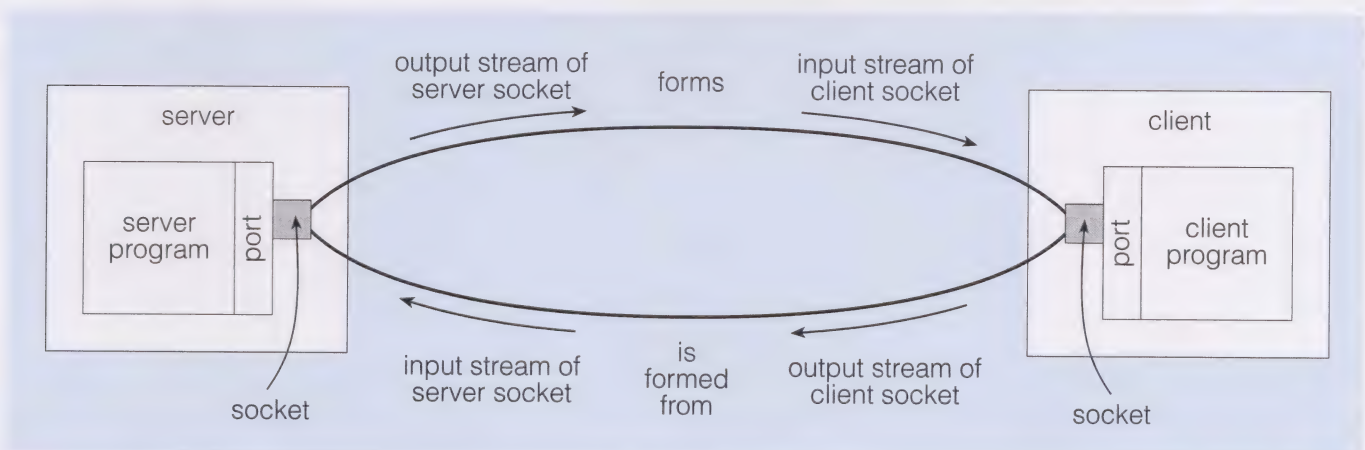 output stream of
server socket
forms
input stream of
client socket
server
client
server
program
port
port
client
program
input stream of
server socket
is
formed
from
output stream of
client socket
socket
socket